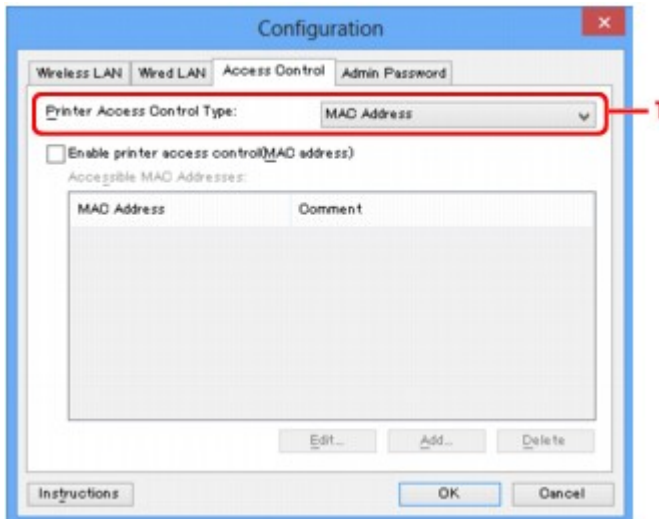 Configuration
Wireless LAN Wired LAN Access Control Admin Password
Printer Access Control Type: MAC Address
1
Enable printer access control(MAC address)
Accessible MAC Addresses:
MAC Address Comment
Edit... Add... Delete
Instructions OK Cancel